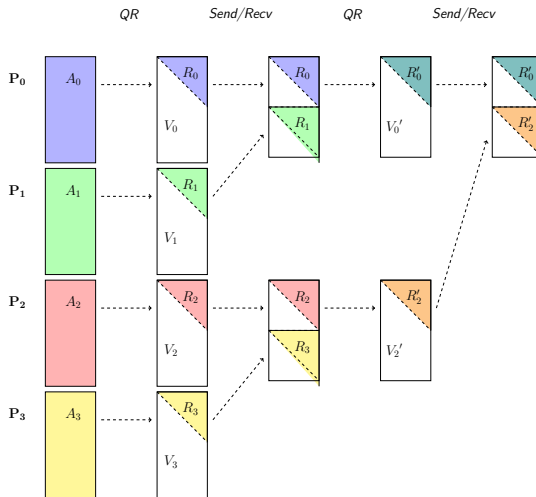 QR Send/Recv QR Send/Recv
P₀ A₀ R₀ R₀ R₀′ R₀′
V₀ R₁ V₀′ R₂′
P₁ A₁ R₁
V₁
P₂ A₂ R₂ R₂ R₂′
V₂ R₃ V₂′
P₃ A₃ R₃
V₃